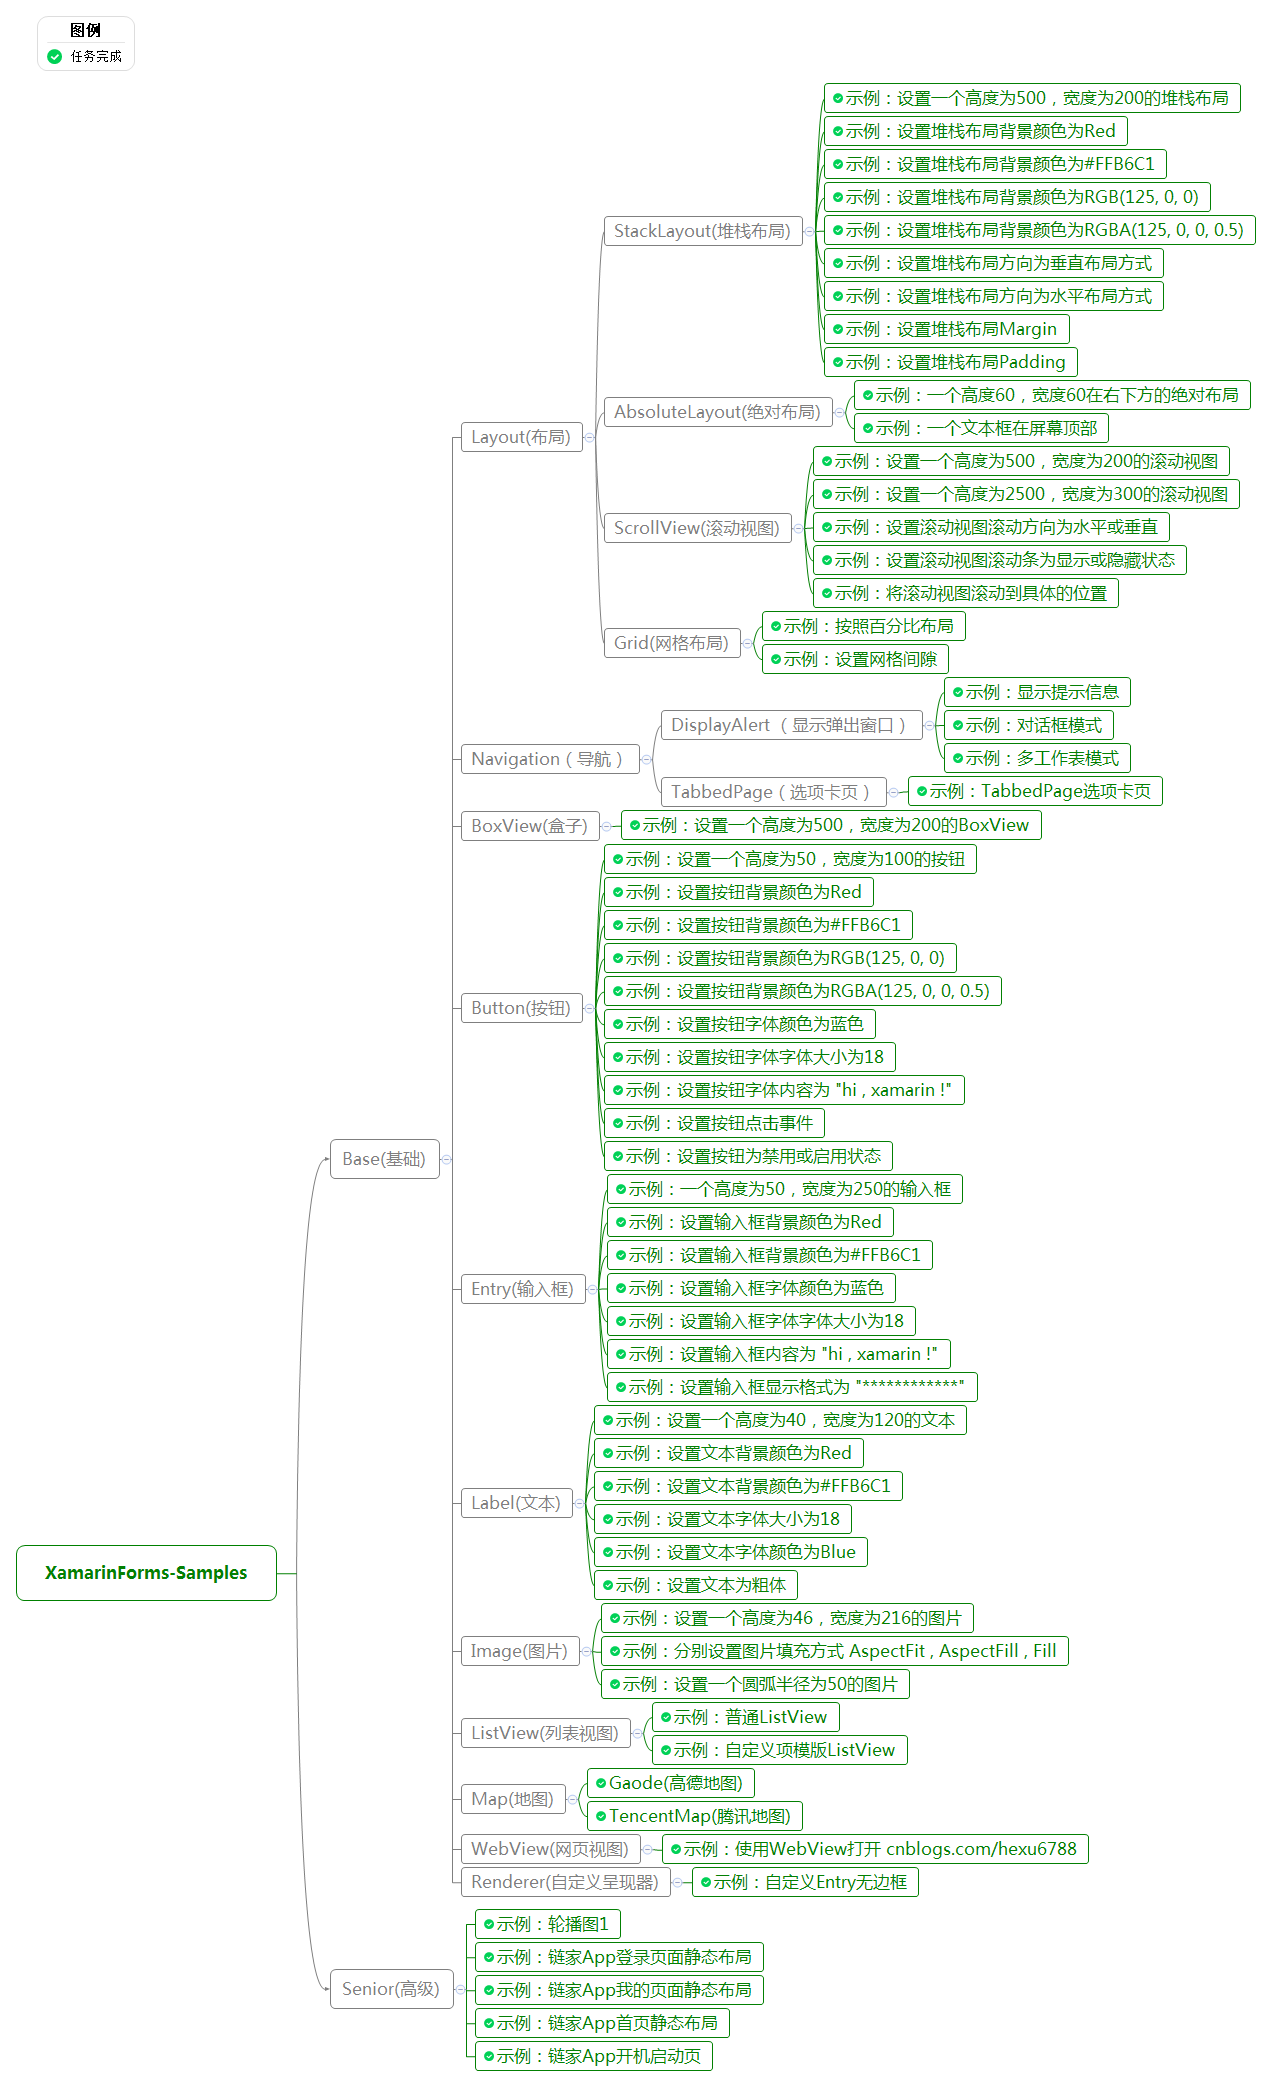 图例
任务完成
XamarinForms-Samples
Base(基础)
Layout(布局)
StackLayout(堆栈布局)
示例：设置一个高度为500，宽度为200的堆栈布局
示例：设置堆栈布局背景颜色为Red
示例：设置堆栈布局背景颜色为#FFB6C1
示例：设置堆栈布局背景颜色为RGB(125, 0, 0)
示例：设置堆栈布局背景颜色为RGBA(125, 0, 0, 0.5)
示例：设置堆栈布局方向为垂直布局方式
示例：设置堆栈布局方向为水平布局方式
示例：设置堆栈布局Margin
示例：设置堆栈布局Padding
AbsoluteLayout(绝对布局)
示例：一个高度60，宽度60在右下方的绝对布局
示例：一个文本框在屏幕顶部
ScrollView(滚动视图)
示例：设置一个高度为500，宽度为200的滚动视图
示例：设置一个高度为2500，宽度为300的滚动视图
示例：设置滚动视图滚动方向为水平或垂直
示例：设置滚动视图滚动条为显示或隐藏状态
示例：将滚动视图滚动到具体的位置
Grid(网格布局)
示例：按照百分比布局
示例：设置网格间隙
Navigation（导航）
DisplayAlert （显示弹出窗口）
示例：显示提示信息
示例：对话框模式
示例：多工作表模式
TabbedPage（选项卡页）
示例：TabbedPage选项卡页
BoxView(盒子)
示例：设置一个高度为500，宽度为200的BoxView
Button(按钮)
示例：设置一个高度为50，宽度为100的按钮
示例：设置按钮背景颜色为Red
示例：设置按钮背景颜色为#FFB6C1
示例：设置按钮背景颜色为RGB(125, 0, 0)
示例：设置按钮背景颜色为RGBA(125, 0, 0, 0.5)
示例：设置按钮字体颜色为蓝色
示例：设置按钮字体字体大小为18
示例：设置按钮字体内容为 "hi , xamarin !"
示例：设置按钮点击事件
示例：设置按钮为禁用或启用状态
Entry(输入框)
示例：一个高度为50，宽度为250的输入框
示例：设置输入框背景颜色为Red
示例：设置输入框背景颜色为#FFB6C1
示例：设置输入框字体颜色为蓝色
示例：设置输入框字体字体大小为18
示例：设置输入框内容为 "hi , xamarin !"
示例：设置输入框显示格式为 "************"
Label(文本)
示例：设置一个高度为40，宽度为120的文本
示例：设置文本背景颜色为Red
示例：设置文本背景颜色为#FFB6C1
示例：设置文本字体大小为18
示例：设置文本字体颜色为Blue
示例：设置文本为粗体
Image(图片)
示例：设置一个高度为46，宽度为216的图片
示例：分别设置图片填充方式 AspectFit , AspectFill , Fill
示例：设置一个圆弧半径为50的图片
ListView(列表视图)
示例：普通ListView
示例：自定义项模版ListView
Map(地图)
Gaode(高德地图)
TencentMap(腾讯地图)
WebView(网页视图)
示例：使用WebView打开 cnblogs.com/hexu6788
Renderer(自定义呈现器)
示例：自定义Entry无边框
Senior(高级)
示例：轮播图1
示例：链家App登录页面静态布局
示例：链家App我的页面静态布局
示例：链家App首页静态布局
示例：链家App开机启动页